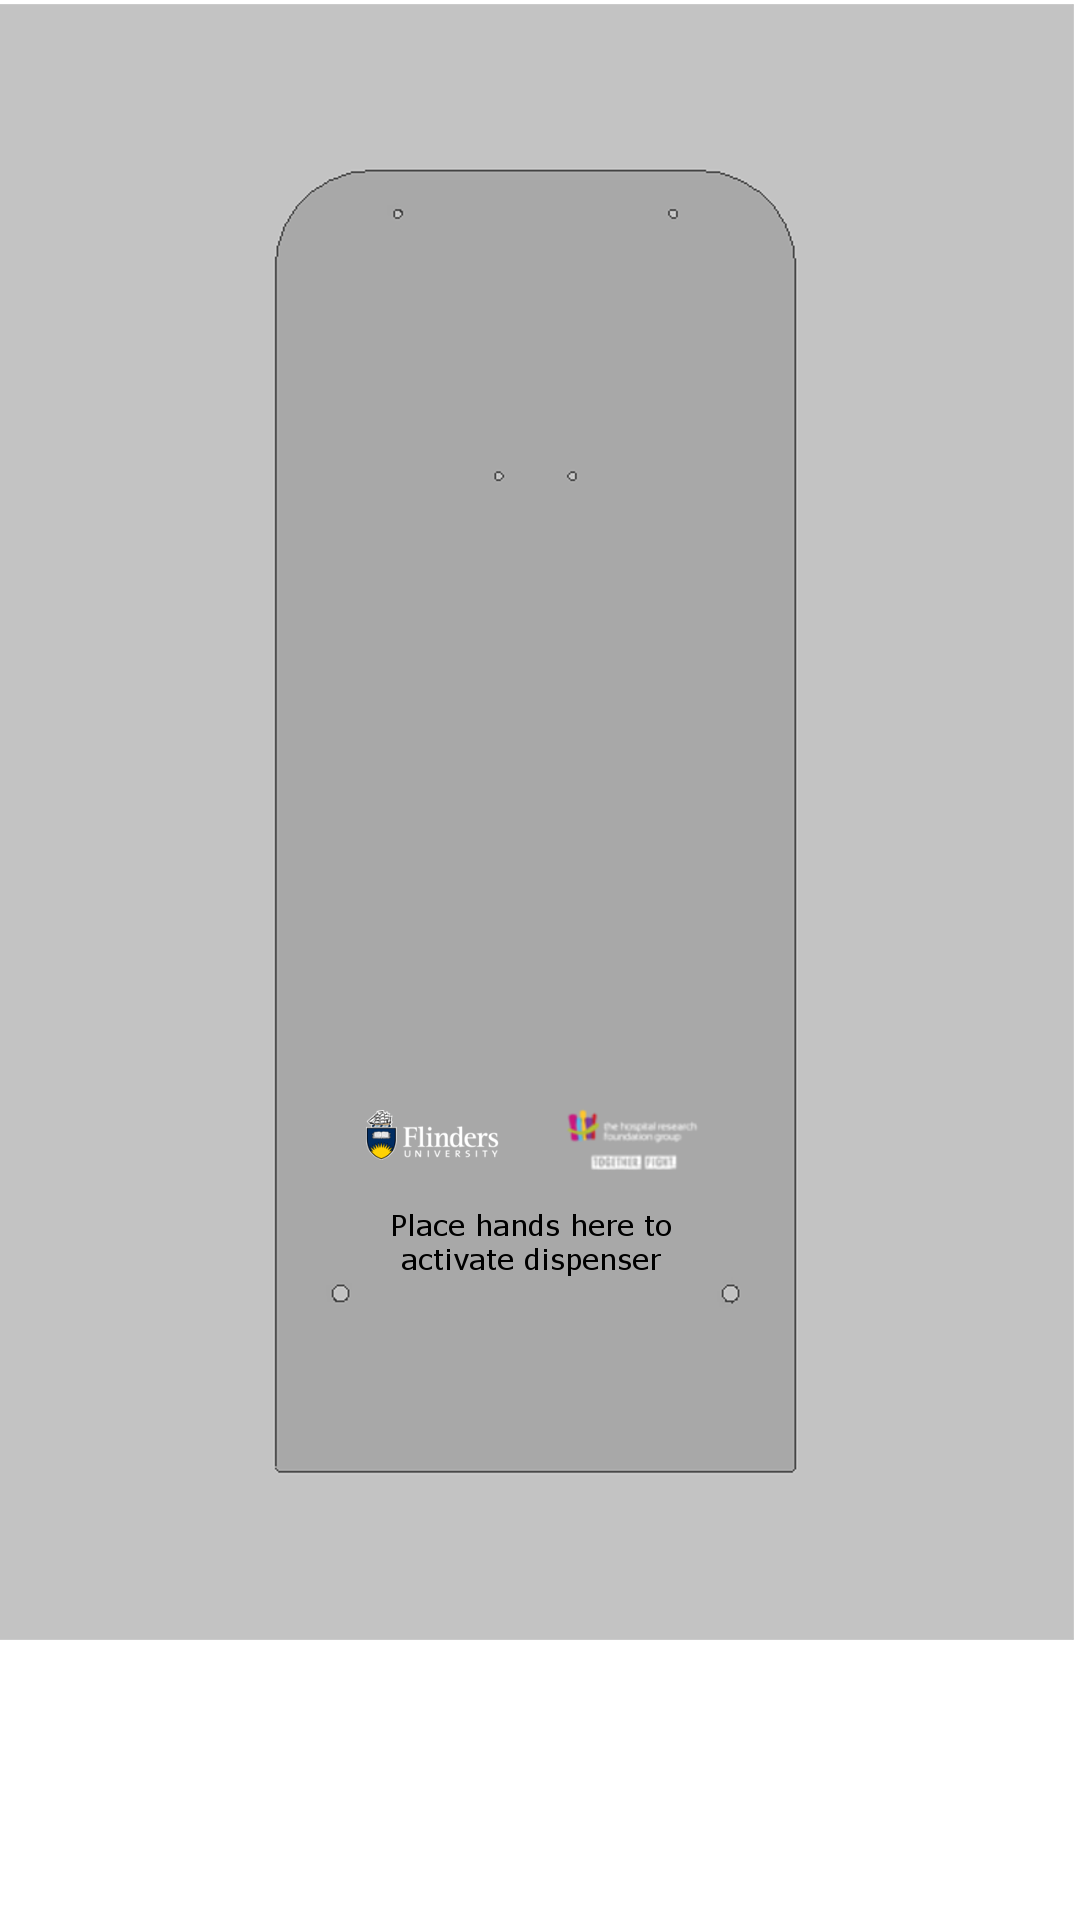 Flinders
UNIVERSITY
the hospital research
foundation group
TOGETHER FIGHT
Place hands here to
activate dispenser